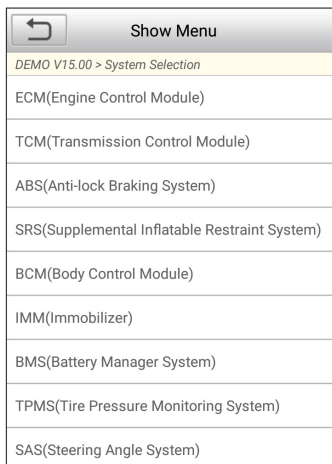 Show Menu
DEMO V15.00 > System Selection
ECM(Engine Control Module)
TCM(Transmission Control Module)
ABS(Anti-lock Braking System)
SRS(Supplemental Inflatable Restraint System)
BCM(Body Control Module)
IMM(Immobilizer)
BMS(Battery Manager System)
TPMS(Tire Pressure Monitoring System)
SAS(Steering Angle System)